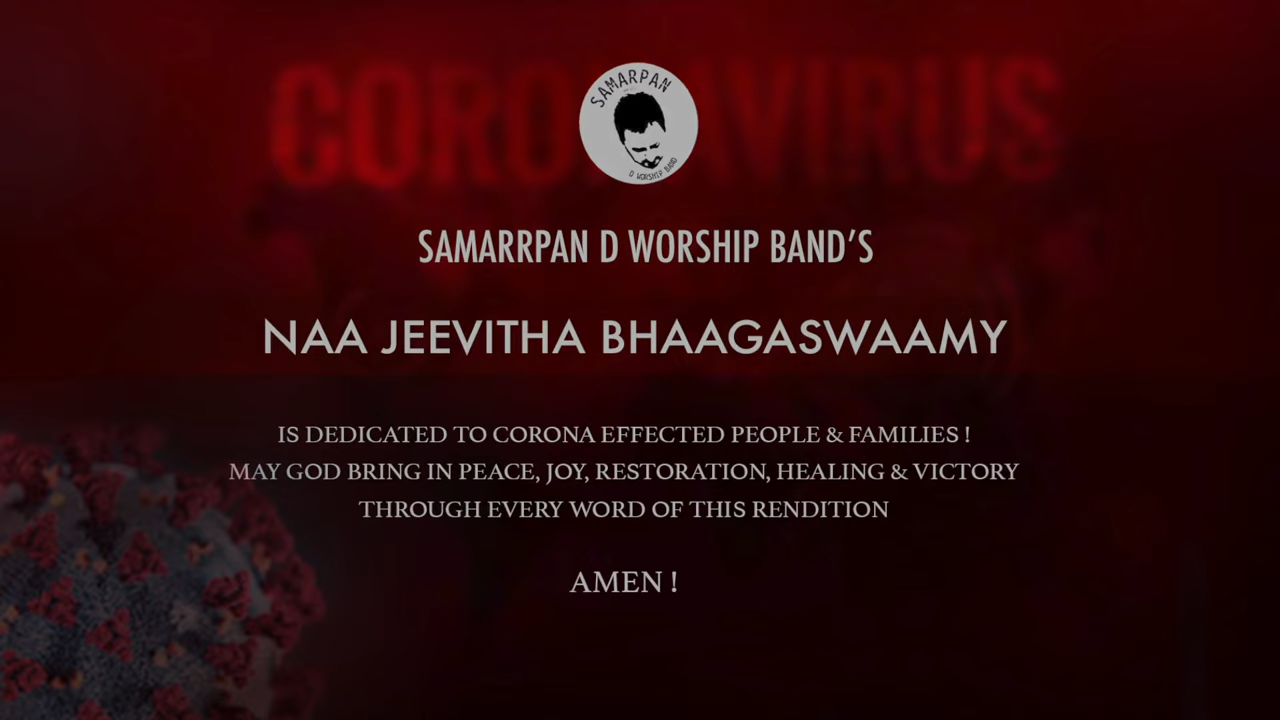 CORONAVIRUS
SAMARPAN
D WORSHIP BAND
SAMARRPAN D WORSHIP BAND'S
NAA JEEVITHA BHAAGASWAAMY
IS DEDICATED TO CORONA EFFECTED PEOPLE & FAMILIES !
MAY GOD BRING IN PEACE, JOY, RESTORATION, HEALING & VICTORY
THROUGH EVERY WORD OF THIS RENDITION
AMEN !